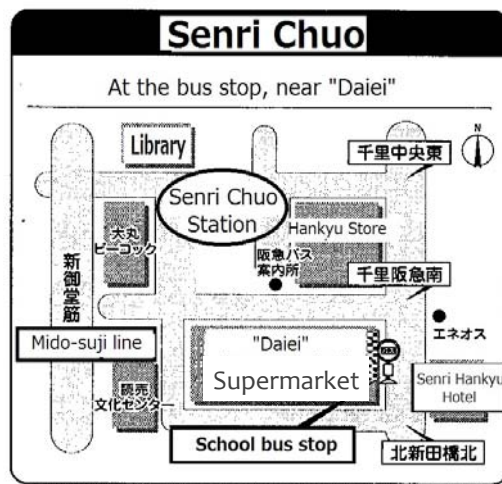 Senri Chuo
At the bus stop, near "Daiei"
N
Library
千里中央東
Senri Chuo
Station
大丸
ピーコック
Hankyu Store
阪急バス
案内所
新御堂筋
千里阪急南
エネオス
Mido-suji line
"Daiei"
Supermarket
Senri Hankyu
Hotel
読売
文化センター
School bus stop
北新田橋北